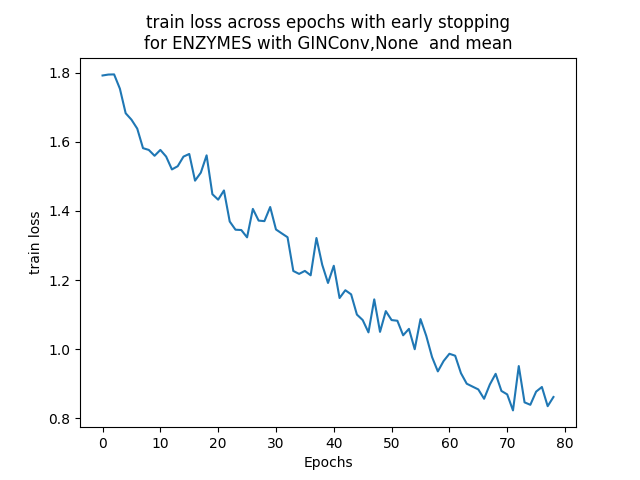 train loss across epochs with early stopping
for ENZYMES with GINConv,None  and mean
train loss
1.8
1.6
1.4
1.2
1.0
0.8
0 10 20 30 40 50 60 70 80
Epochs